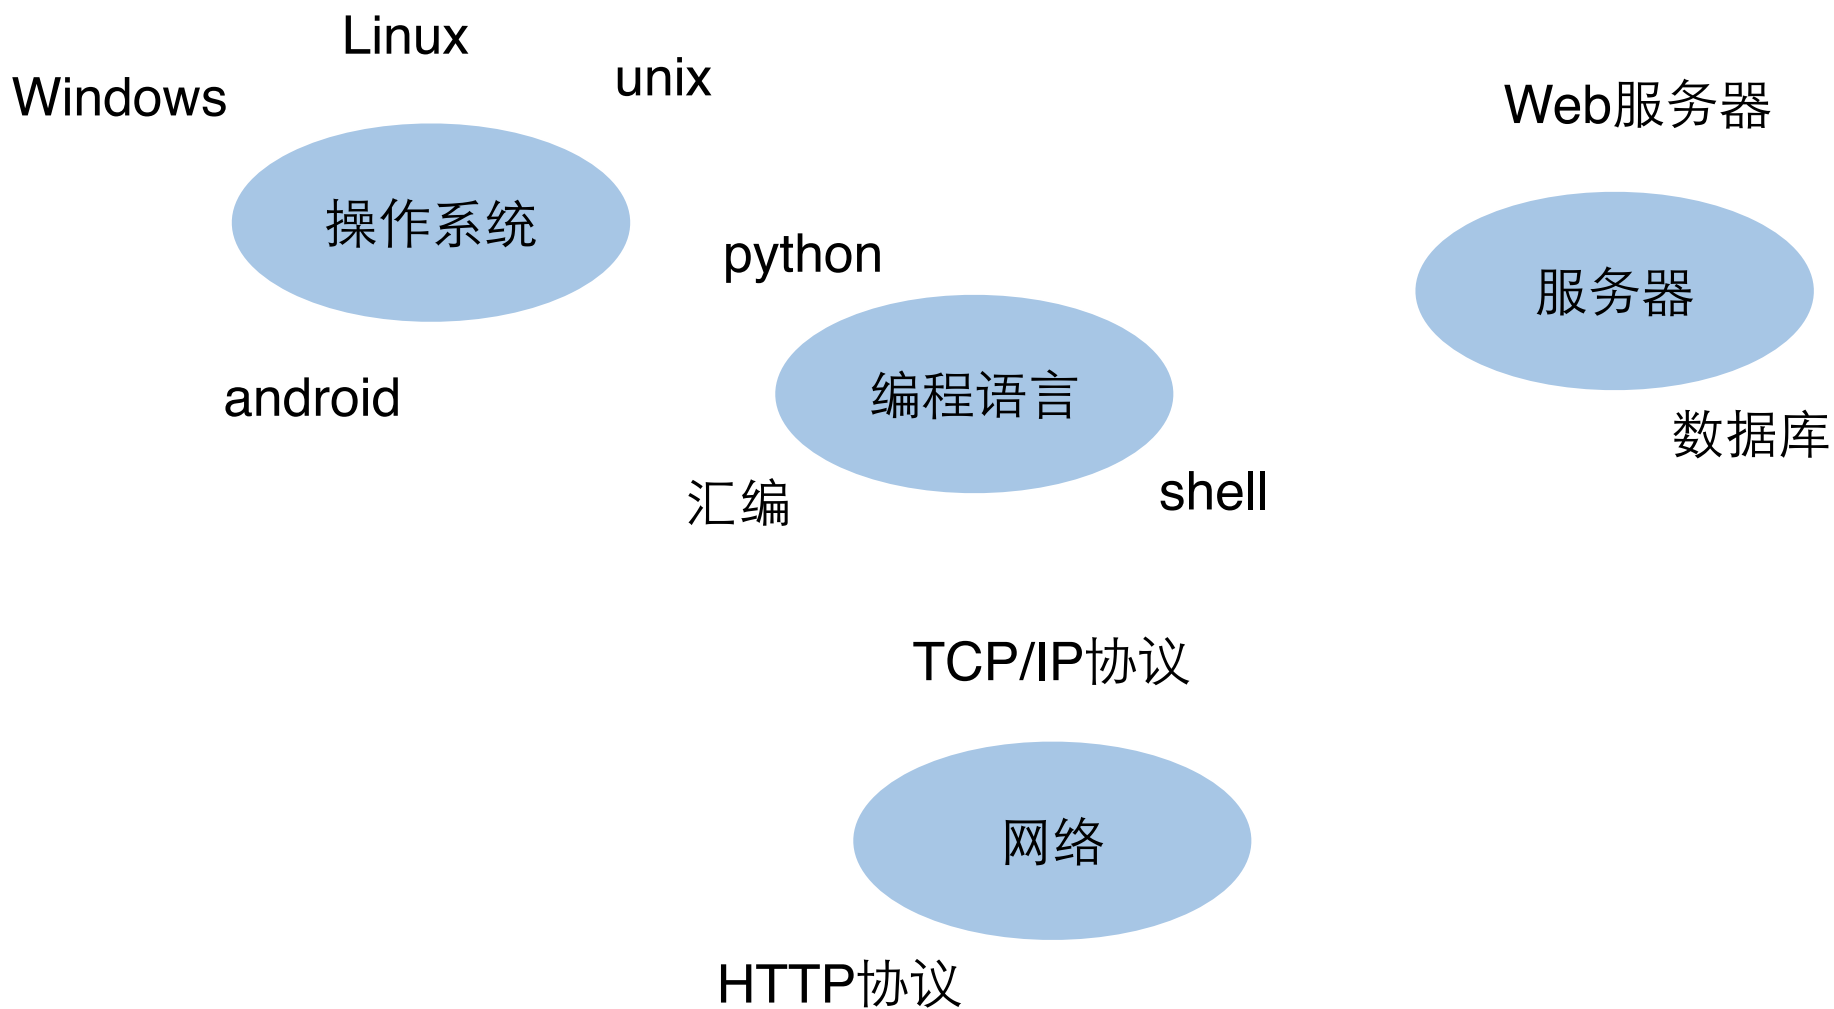 Linux
Windows
unix
操作系统
android
python
编程语言
汇编
shell
Web服务器
服务器
数据库
TCP/IP协议
网络
HTTP协议